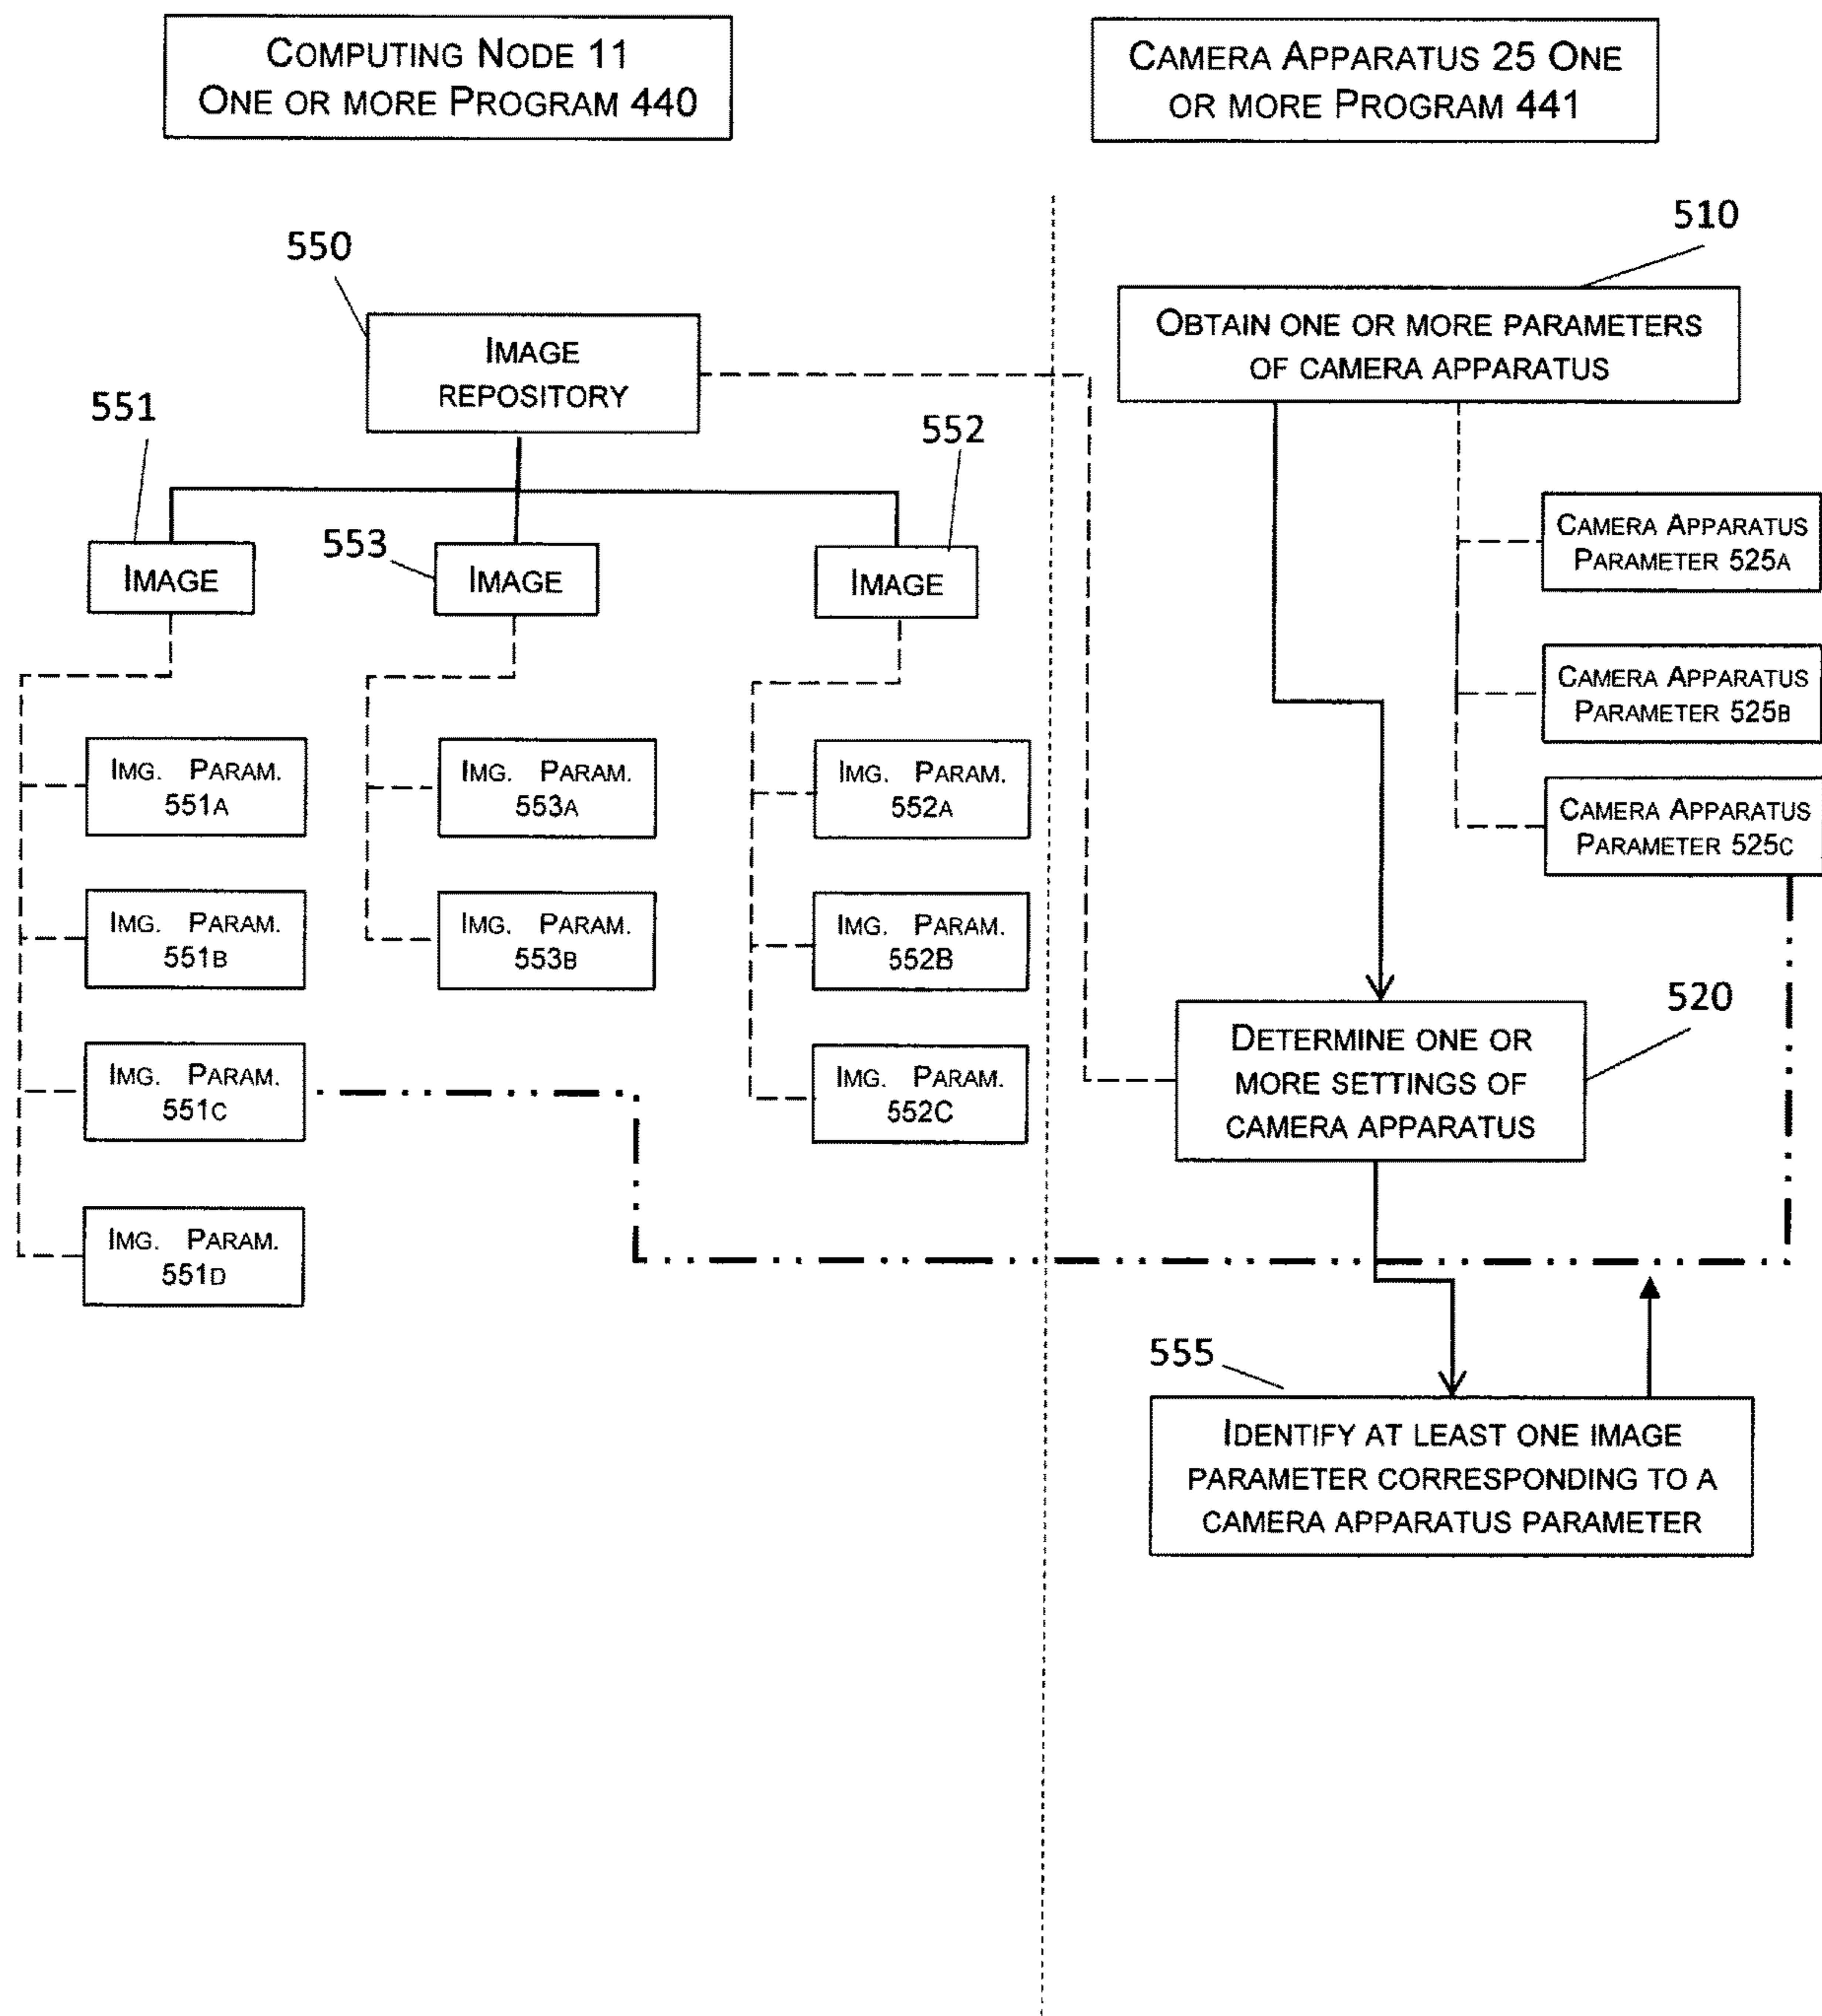 COMPUTING NODE 11
ONE OR MORE PROGRAM 440
CAMERA APPARATUS 25 ONE
OR MORE PROGRAM 441
550
IMAGE
REPOSITORY
551
IMAGE
553
IMAGE
552
IMAGE
IMG. PARAM.
551A
IMG. PARAM.
551B
IMG. PARAM.
551C
IMG. PARAM.
551D
IMG. PARAM.
553A
IMG. PARAM.
553B
IMG. PARAM.
552A
IMG. PARAM.
552B
IMG. PARAM.
552C
510
OBTAIN ONE OR MORE PARAMETERS
OF CAMERA APPARATUS
CAMERA APPARATUS
PARAMETER 525A
CAMERA APPARATUS
PARAMETER 525B
CAMERA APPARATUS
PARAMETER 525C
520
DETERMINE ONE OR
MORE SETTINGS OF
CAMERA APPARATUS
555
IDENTIFY AT LEAST ONE IMAGE
PARAMETER CORRESPONDING TO A
CAMERA APPARATUS PARAMETER